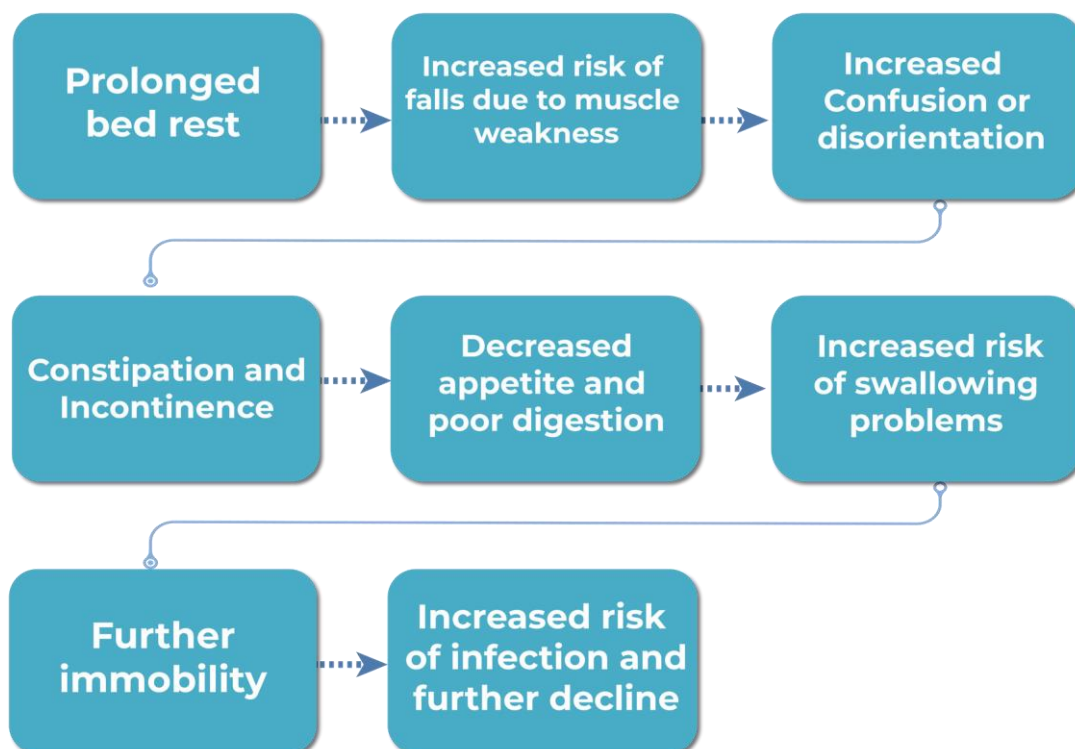 Prolonged
bed rest
Increased risk of
falls due to muscle
weakness
Increased
Confusion or
disorientation
Constipation and
Incontinence
Decreased
appetite and
poor digestion
Increased risk
of swallowing
problems
Further
immobility
Increased risk
of infection and
further decline